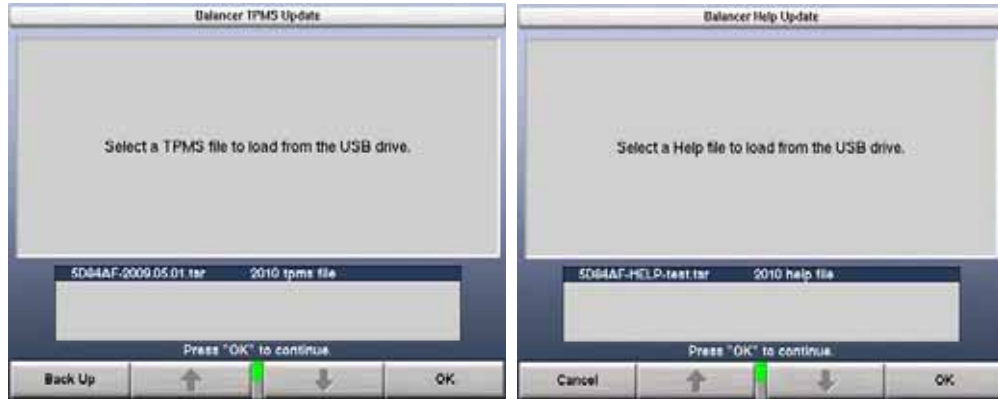 Balancer TPMS Update
Select a TPMS file to load from the USB drive.
5D84AF-2009.05.01.tar 2010 tpms file
Press "OK" to continue.
Back Up OK
Balancer Help Update
Select a Help file to load from the USB drive.
5D84AF-HELP-test.tar 2010 help file
Press "OK" to continue.
Cancel OK